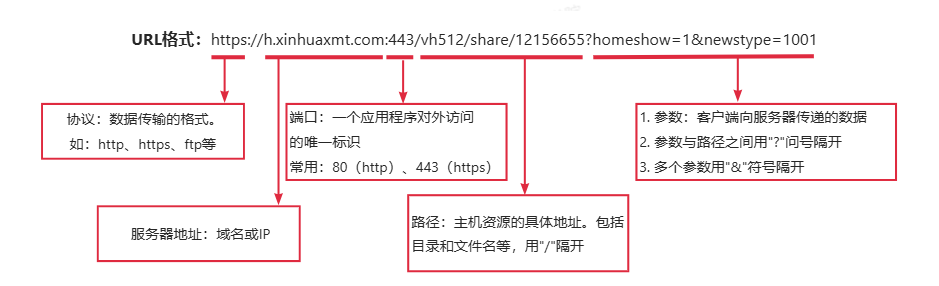 URL格式：https://h.xinhuaxmt.com:443/vh512/share/12156655?homeshow=1&newstype=1001
协议：数据传输的格式。
如：http、https、ftp等
端口：一个应用程序对外访问
的唯一标识
常用：80（http）、443（https）
1. 参数：客户端向服务器传递的数据
2. 参数与路径之间用"?"问号隔开
3. 多个参数用"&"符号隔开
服务器地址：域名或IP
路径：主机资源的具体地址。包括
目录和文件名等，用"/"隔开